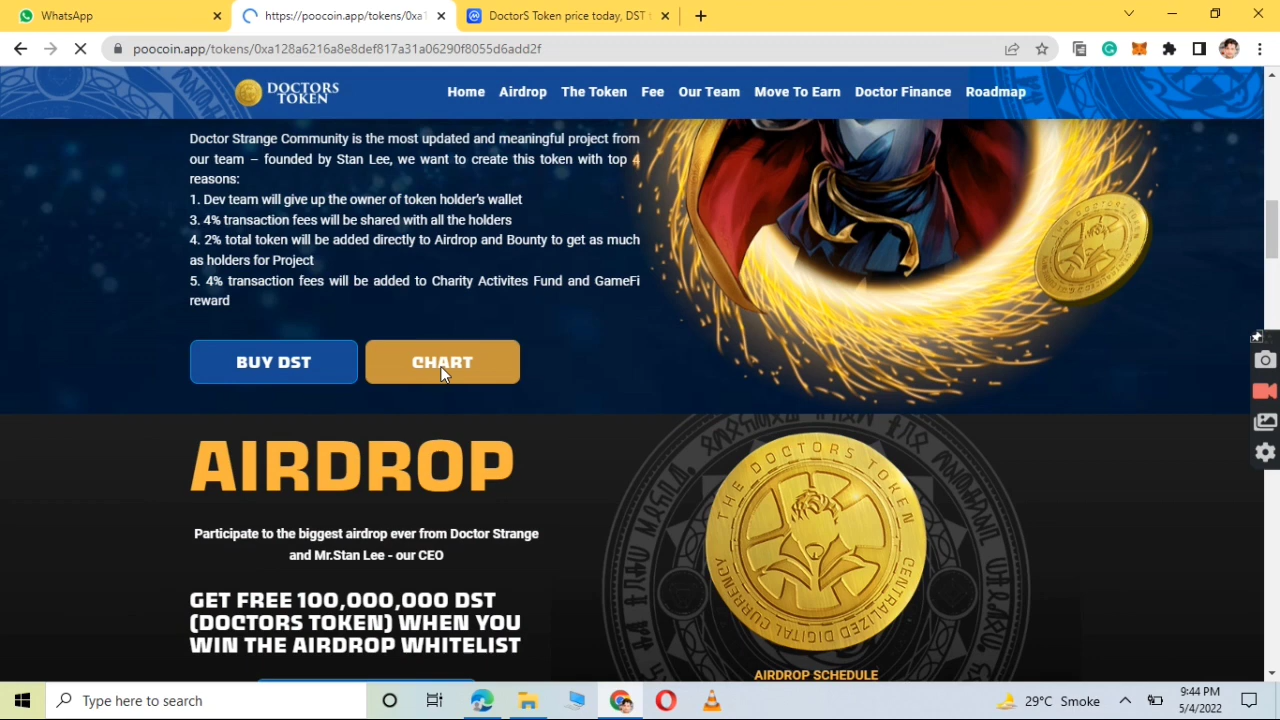 WhatsApp
https://poocoin.app/tokens/0xa1
DoctorS Token price today, DST t
poocoin.app/tokens/0xa128a6216a8e8def817a31a06290f8055d6add2f
DOCTORS
TOKEN
Home Airdrop The Token Fee Our Team Move To Earn Doctor Finance Roadmap
Doctor Strange Community is the most updated and meaningful project from
our team – founded by Stan Lee, we want to create this token with top 4
reasons:
1. Dev team will give up the owner of token holder's wallet
3. 4% transaction fees will be shared with all the holders
4. 2% total token will be added directly to Airdrop and Bounty to get as much
as holders for Project
5. 4% transaction fees will be added to Charity Activites Fund and GameFi
reward
BUY DST
CHART
AIRDROP
Participate to the biggest airdrop ever from Doctor Strange
and Mr.Stan Lee - our CEO
GET FREE 100,000,000 DST
(DOCTORS TOKEN) WHEN YOU
WIN THE AIRDROP WHITELIST
THE DOCTORS TOKEN
CENTRALIZED DIGITAL CURRENCY
AIRDROP SCHEDULE
Type here to search
29°C Smoke
9:44 PM
5/4/2022